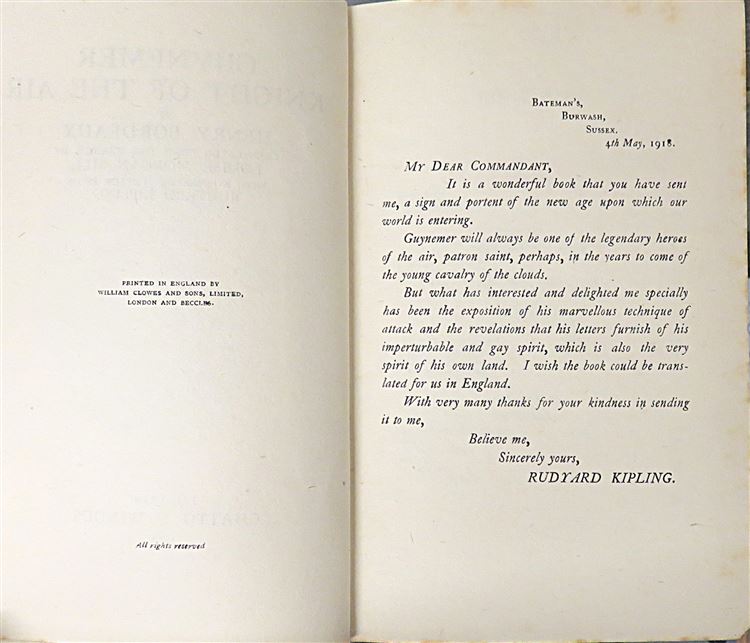 PRINTED IN ENGLAND BY
WILLIAM CLOWES AND SONS, LIMITED,
LONDON AND BECCLES.
All rights reserved
BATEMAN'S,
BURWASH,
SUSSEX.
4th May, 1918.
MY DEAR COMMANDANT,
It is a wonderful book that you have sent
me, a sign and portent of the new age upon which our
world is entering.
Guynemer will always be one of the legendary heroes
of the air, patron saint, perhaps, in the years to come of
the young cavalry of the clouds.
But what has interested and delighted me specially
has been the exposition of his marvellous technique of
attack and the revelations that his letters furnish of his
imperturbable and gay spirit, which is also the very
spirit of his own land. I wish the book could be trans-
lated for us in England.
With very many thanks for your kindness in sending
it to me,
Believe me,
Sincerely yours,
RUDYARD KIPLING.